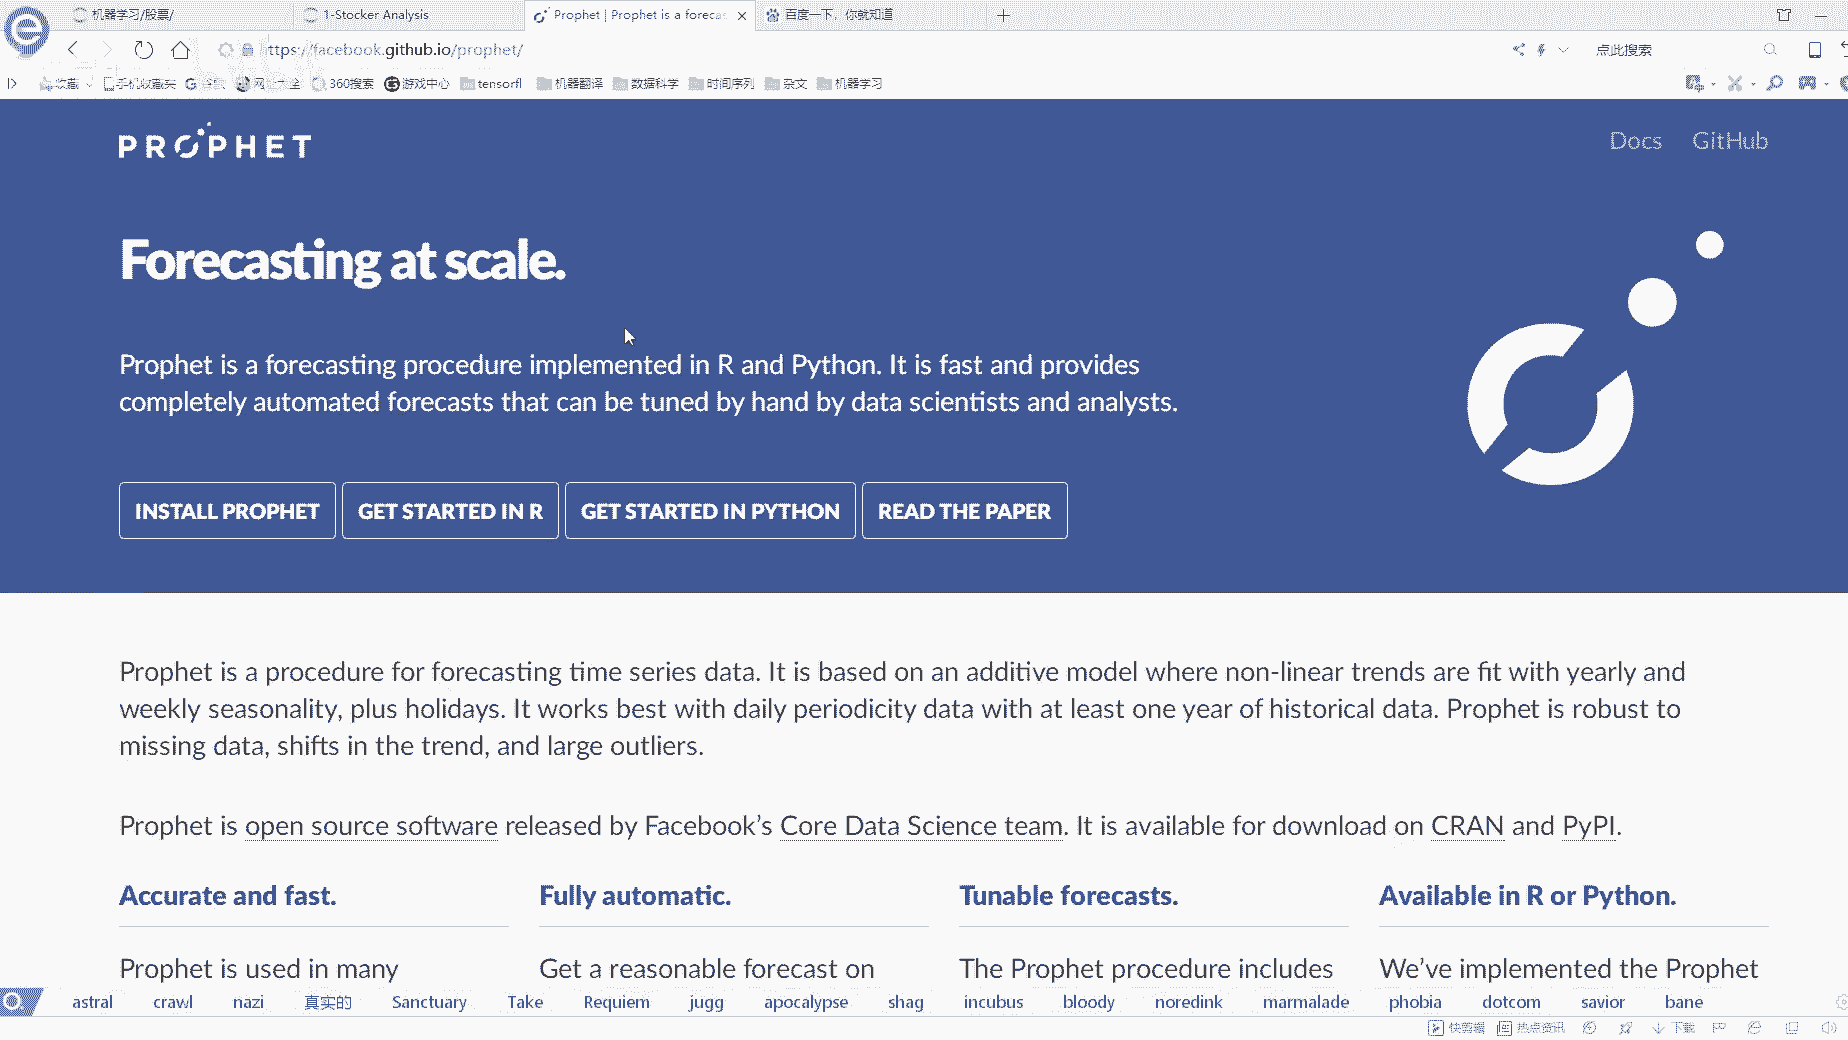 机器学习/股票/
1-Stocker Analysis
Prophet | Prophet is a foreca
百度一下，你就知道
ttps://facebook.github.io/prophet/
点此搜索
收藏
手机收藏夹
网址大全
360搜索
游戏中心
tensorfl
机器翻译
数据科学
时间序列
杂文
机器学习
PROPHET
Docs
GitHub
Forecasting at scale.
Prophet is a forecasting procedure implemented in R and Python. It is fast and provides
completely automated forecasts that can be tuned by hand by data scientists and analysts.
INSTALL PROPHET
GET STARTED IN R
GET STARTED IN PYTHON
READ THE PAPER
Prophet is a procedure for forecasting time series data. It is based on an additive model where non-linear trends are fit with yearly and
weekly seasonality, plus holidays. It works best with daily periodicity data with at least one year of historical data. Prophet is robust to
missing data, shifts in the trend, and large outliers.
Prophet is open source software released by Facebook’s Core Data Science team. It is available for download on CRAN and PyPI.
Accurate and fast.
Fully automatic.
Tunable forecasts.
Available in R or Python.
Prophet is used in many
Get a reasonable forecast on
The Prophet procedure includes
We’ve implemented the Prophet
astral
crawl
nazi
真实的
Sanctuary
Take
Requiem
jugg
apocalypse
shag
incubus
bloody
noredink
marmalade
phobia
dotcom
savior
bane
快剪辑
热点资讯
下载